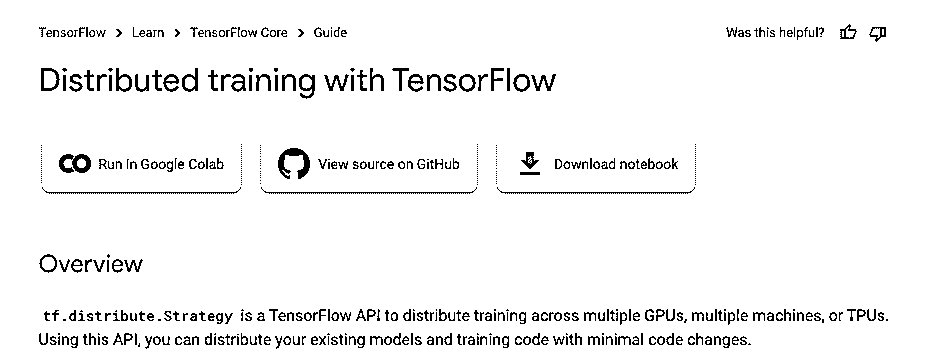 TensorFlow > Learn > TensorFlow Core > Guide Was this helpful?
Distributed training with TensorFlow
CO Run in Google Colab View source on GitHub Download notebook
Overview
tf.distribute.Strategy is a TensorFlow API to distribute training across multiple GPUs, multiple machines, or TPUs.
Using this API, you can distribute your existing models and training code with minimal code changes.